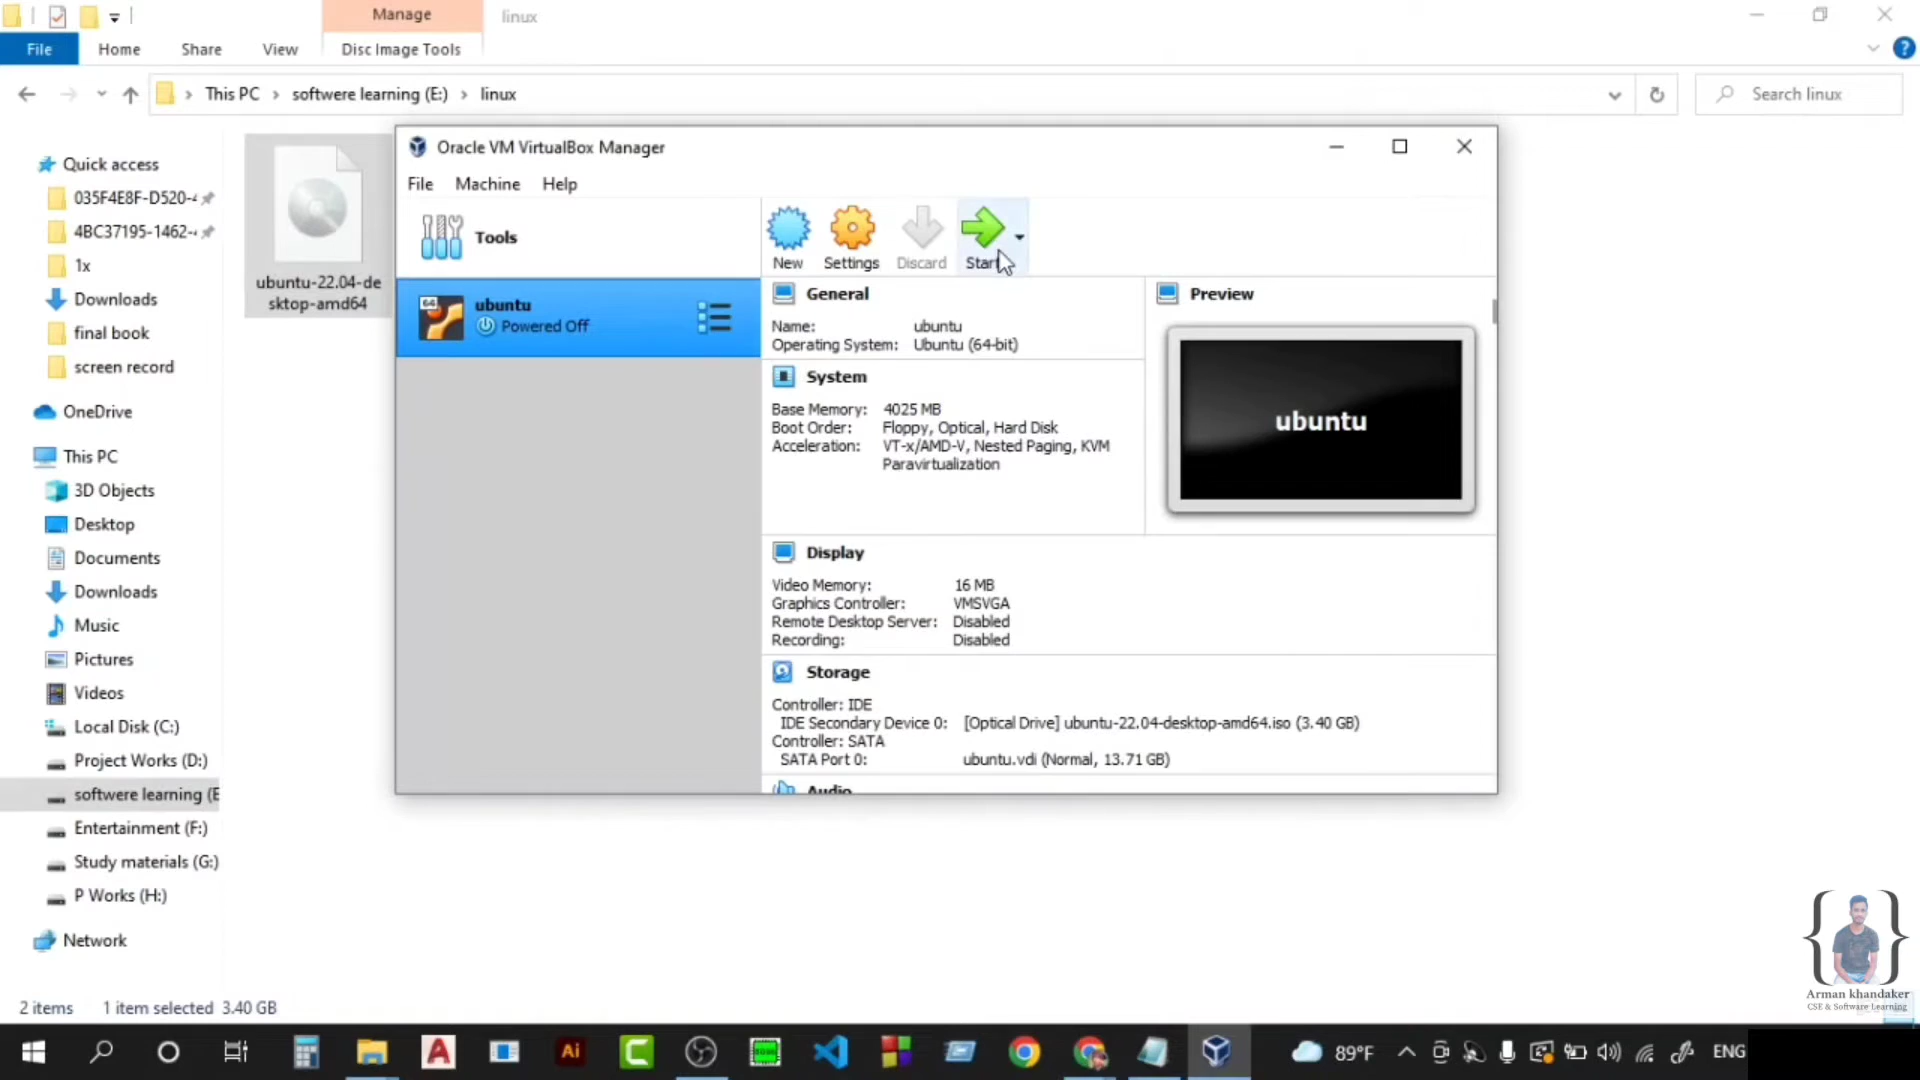 Manage
linux
File
Home
Share
View
Disc Image Tools
This PC
softwere learning (E:)
linux
Search linux
Quick access
035F4E8F-D520-
4BC37195-1462-
1x
Downloads
final book
screen record
OneDrive
This PC
3D Objects
Desktop
Documents
Downloads
Music
Pictures
Videos
Local Disk (C:)
Project Works (D:)
softwere learning (E
Entertainment (F:)
Study materials (G:)
P Works (H:)
Network
ubuntu-22.04-de
sktop-amd64
Oracle VM VirtualBox Manager
File Machine Help
Tools
New
Settings
Discard
Start
64
ubuntu
Powered Off
General
Name: ubuntu
Operating System: Ubuntu (64-bit)
System
Base Memory: 4025 MB
Boot Order: Floppy, Optical, Hard Disk
Acceleration: VT-x/AMD-V, Nested Paging, KVM
Paravirtualization
Preview
ubuntu
Display
Video Memory: 16 MB
Graphics Controller: VMSVGA
Remote Desktop Server: Disabled
Recording: Disabled
Storage
Controller: IDE
IDE Secondary Device 0: [Optical Drive] ubuntu-22.04-desktop-amd64.iso (3.40 GB)
Controller: SATA
SATA Port 0: ubuntu.vdi (Normal, 13.71 GB)
Audio
Arman khandaker
CSE & Software Learning
2 items
1 item selected 3.40 GB
Ai
89°F
ENG